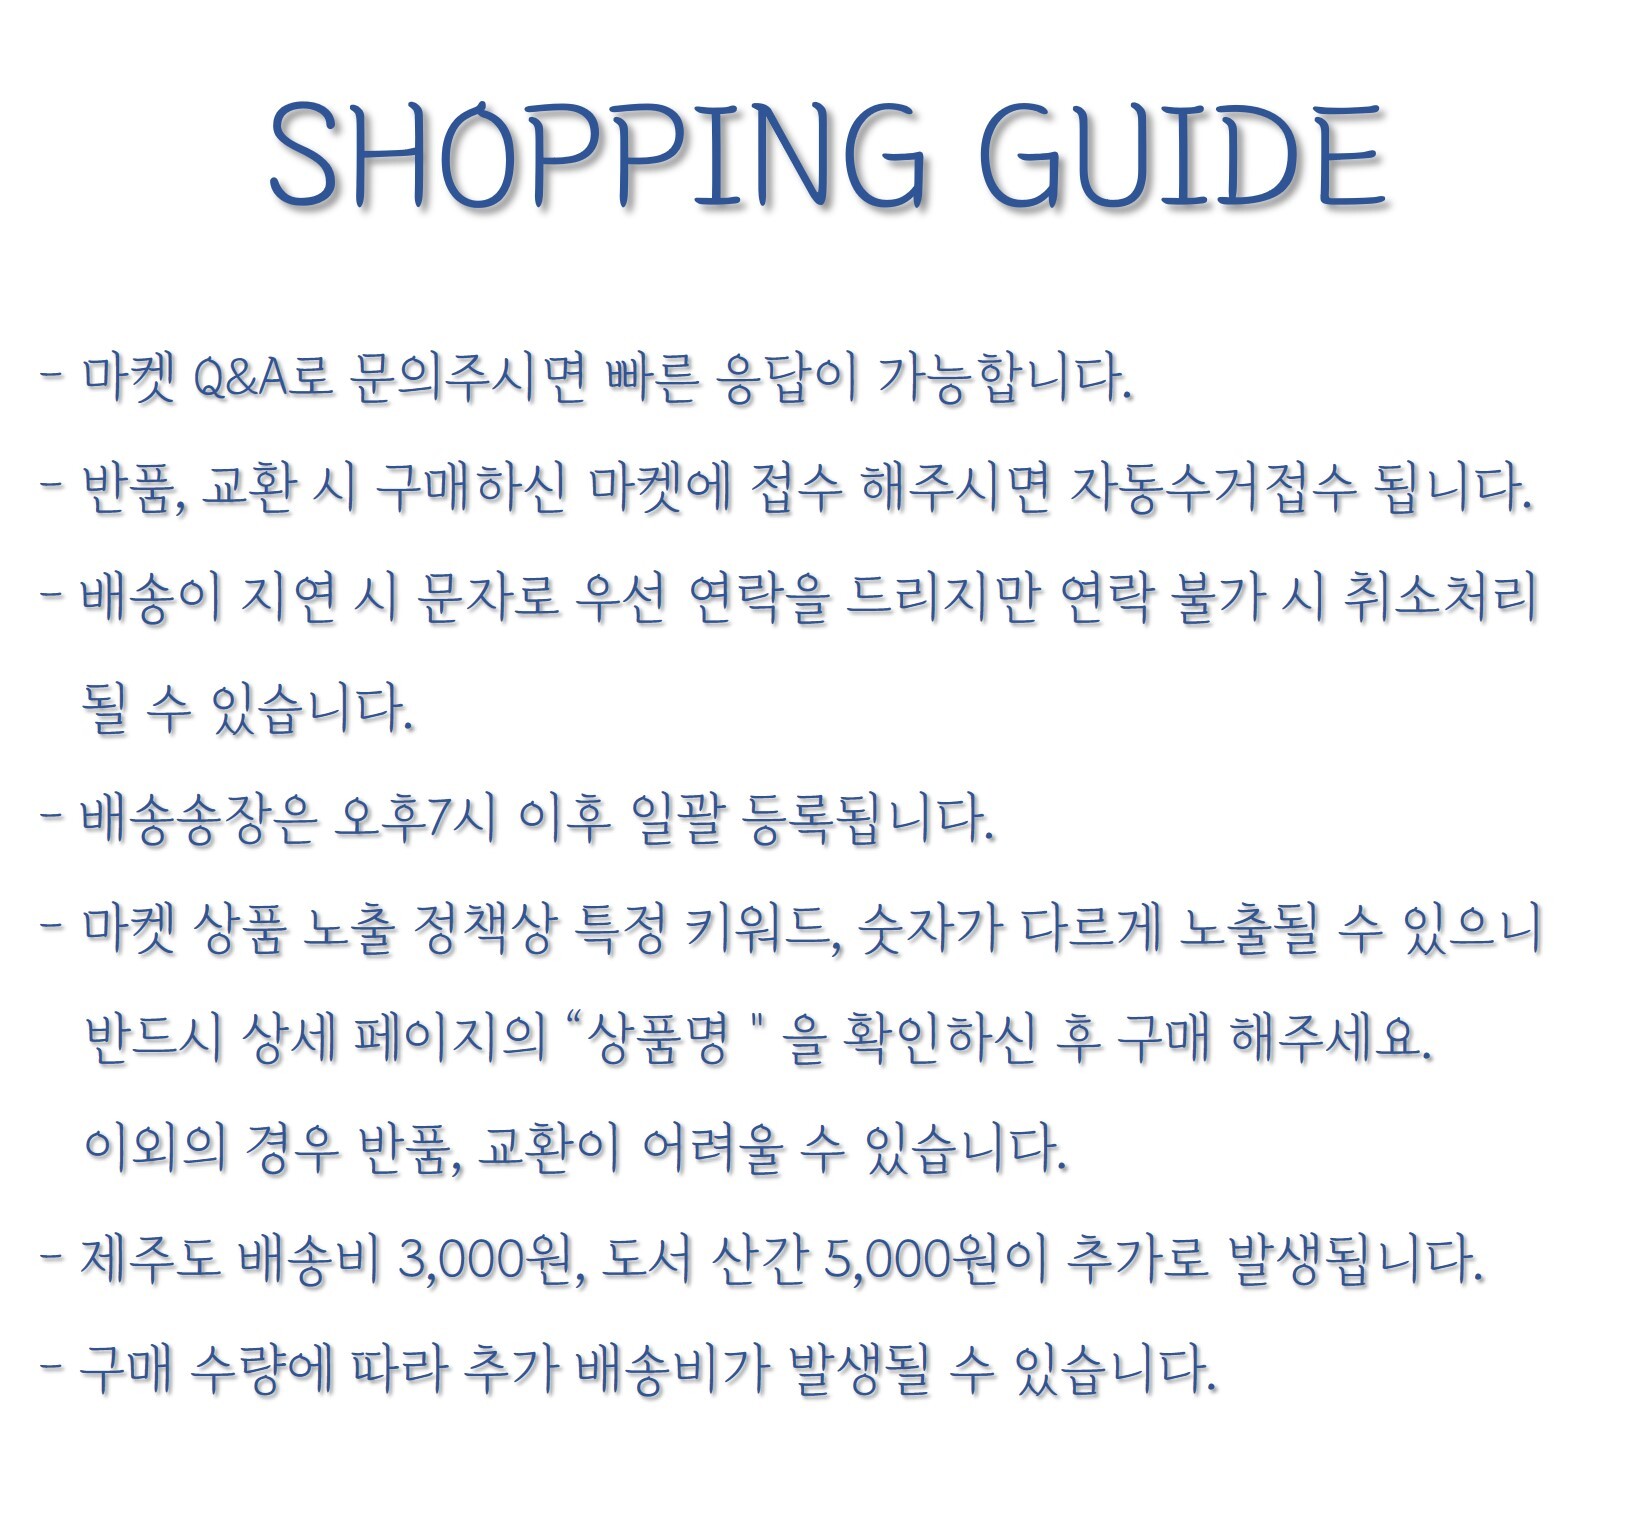 SHOPPING GUIDE
- 마켓 Q&A로 문의주시면 빠른 응답이 가능합니다.
- 반품, 교환 시 구매하신 마켓에 접수 해주시면 자동수거접수 됩니다.
- 배송이 지연 시 문자로 우선 연락을 드리지만 연락 불가 시 취소처리
될 수 있습니다.
- 배송송장은 오후7시 이후 일괄 등록됩니다.
- 마켓 상품 노출 정책상 특정 키워드, 숫자가 다르게 노출될 수 있으니
반드시 상세 페이지의 “상품명 " 을 확인하신 후 구매 해주세요.
이외의 경우 반품, 교환이 어려울 수 있습니다.
- 제주도 배송비 3,000원, 도서 산간 5,000원이 추가로 발생됩니다.
- 구매 수량에 따라 추가 배송비가 발생될 수 있습니다.